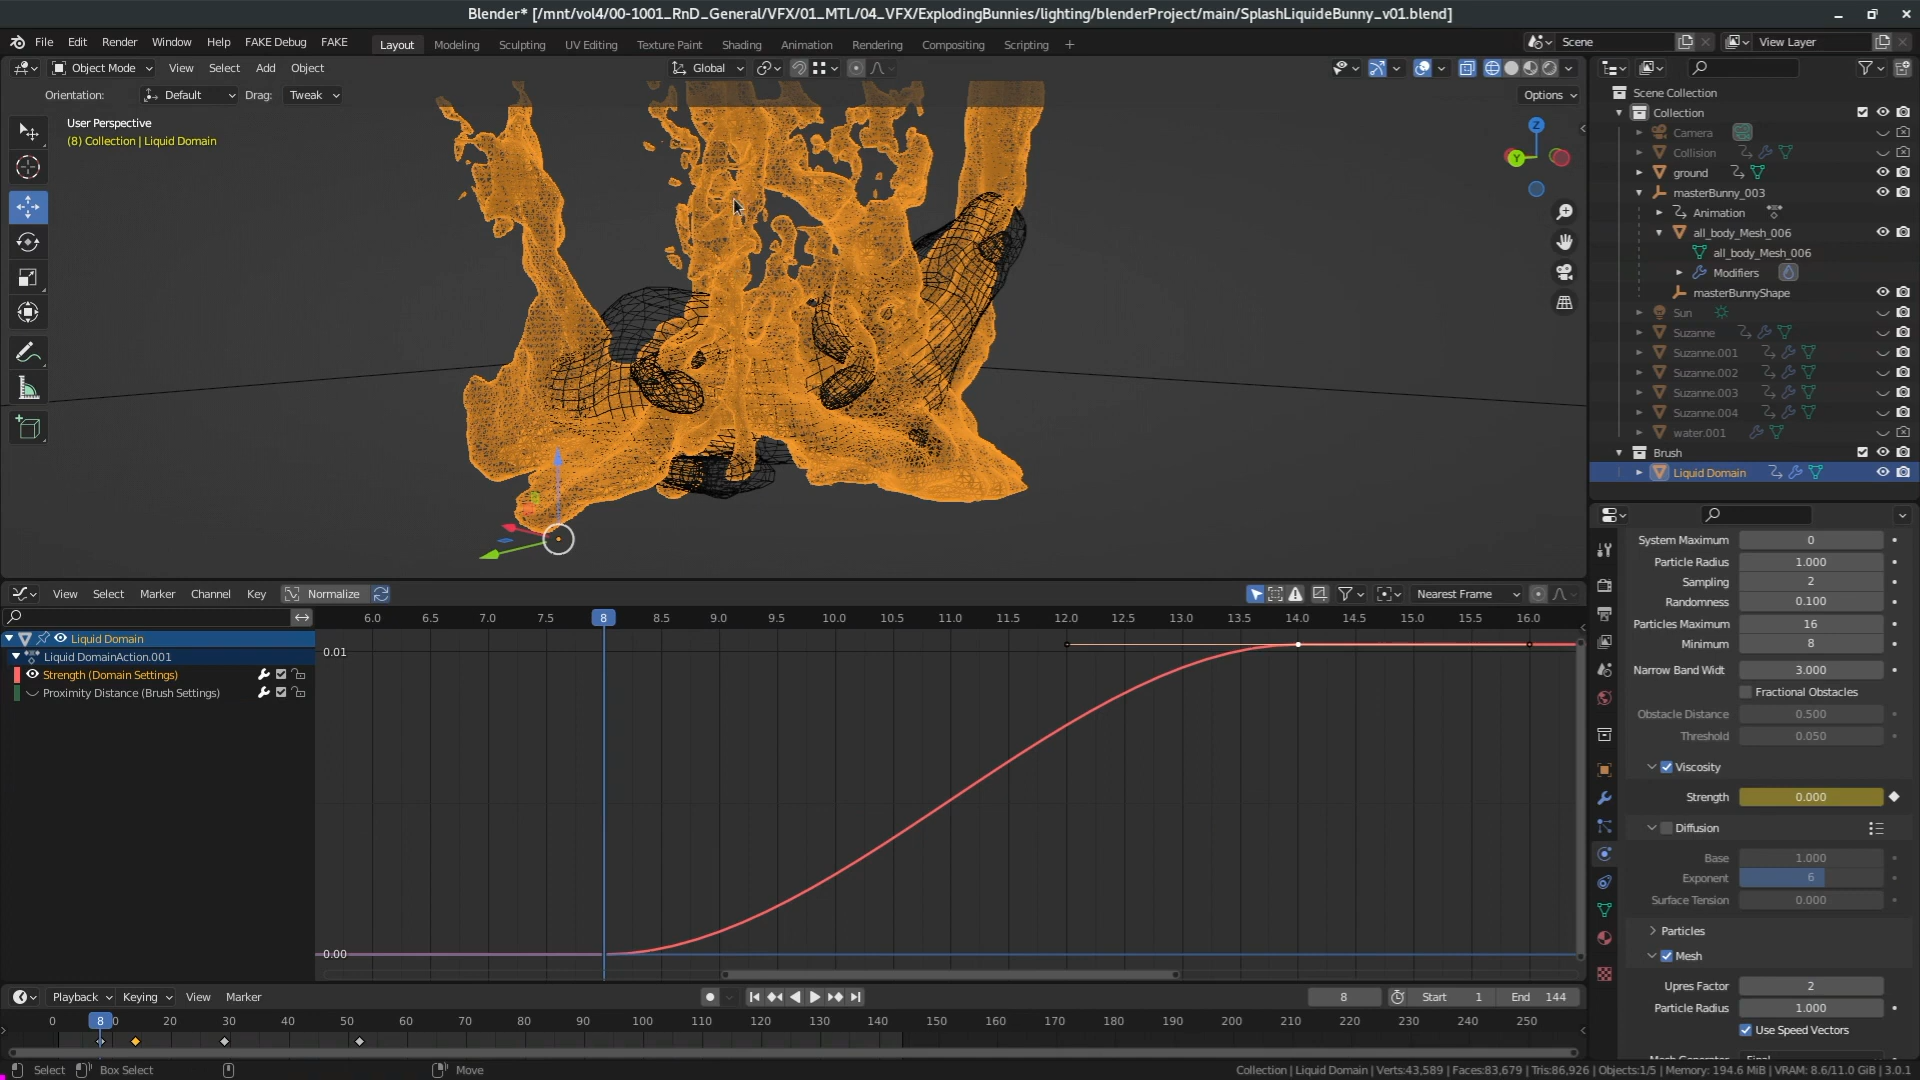 Blender* [/mnt/vol4/00-1001_RnD_General/VFX/01_MTL/04_VFX/ExplodingBunnies/lighting/blenderProject/main/SplashLiquideBunny_v01.blend]
File Edit Render Window Help FAKE Debug FAKE Layout Modeling Sculpting UV Editing Texture Paint Shading Animation Rendering Compositing Scripting + Scene View Layer
Object Mode View Select Add Object Global
Orientation: Default Drag: Tweak Options
User Perspective
(8) Collection | Liquid Domain
Z
Y
Scene Collection
Collection
Camera
Collision
ground
masterBunny_003
Animation
all_body_Mesh_006
all_body_Mesh_006
Modifiers
masterBunnyShape
Sun
Suzanne
Suzanne.001
Suzanne.002
Suzanne.003
Suzanne.004
water.001
Brush
Liquid Domain
System Maximum 0
Particle Radius 1.000
Sampling 2
Randomness 0.100
Particles Maximum 16
Minimum 8
Narrow Band Widt 3.000
Fractional Obstacles
Obstacle Distance 0.500
Threshold 0.050
Viscosity
Strength 0.000
Diffusion
Base 1.000
Exponent 6
Surface Tension 0.000
Particles
Mesh
Upres Factor 2
Particle Radius 1.000
Use Speed Vectors
View Select Marker Channel Key Normalize Nearest Frame
6.0 6.5 7.0 7.5 8 8.5 9.0 9.5 10.0 10.5 11.0 11.5 12.0 12.5 13.0 13.5 14.0 14.5 15.0 15.5 16.0
Liquid Domain
Liquid DomainAction.001
Strength (Domain Settings)
Proximity Distance (Brush Settings)
0.01
0.00
Playback Keying View Marker 8 Start 1 End 144
0 8 0 20 30 40 50 60 70 80 90 100 110 120 130 140 150 160 170 180 190 200 210 220 230 240 250
Select Box Select Move Collection | Liquid Domain | Verts:43,589 | Faces:83,679 | Tris:86,926 | Objects:1/5 | Memory: 194.6 MiB | VRAM: 8.6/11.0 GiB | 3.0.1